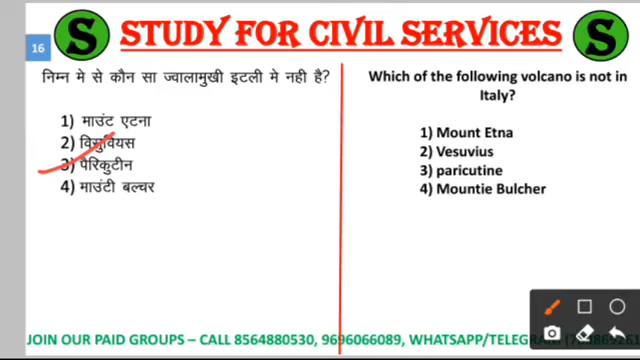 16
S STUDY FOR CIVIL SERVICES S
निम्न मे से कौन सा ज्वालामुखी इटली मे नही है?
1) माउंट एटना
2) विसुवियस
3) पैरिकुटीन
4) माउंटी बल्चर
Which of the following volcano is not in
Italy?
1) Mount Etna
2) Vesuvius
3) paricutine
4) Mountie Bulcher
JOIN OUR PAID GROUPS – CALL 8564880530, 9696066089, WHATSAPP/TELEGRAM